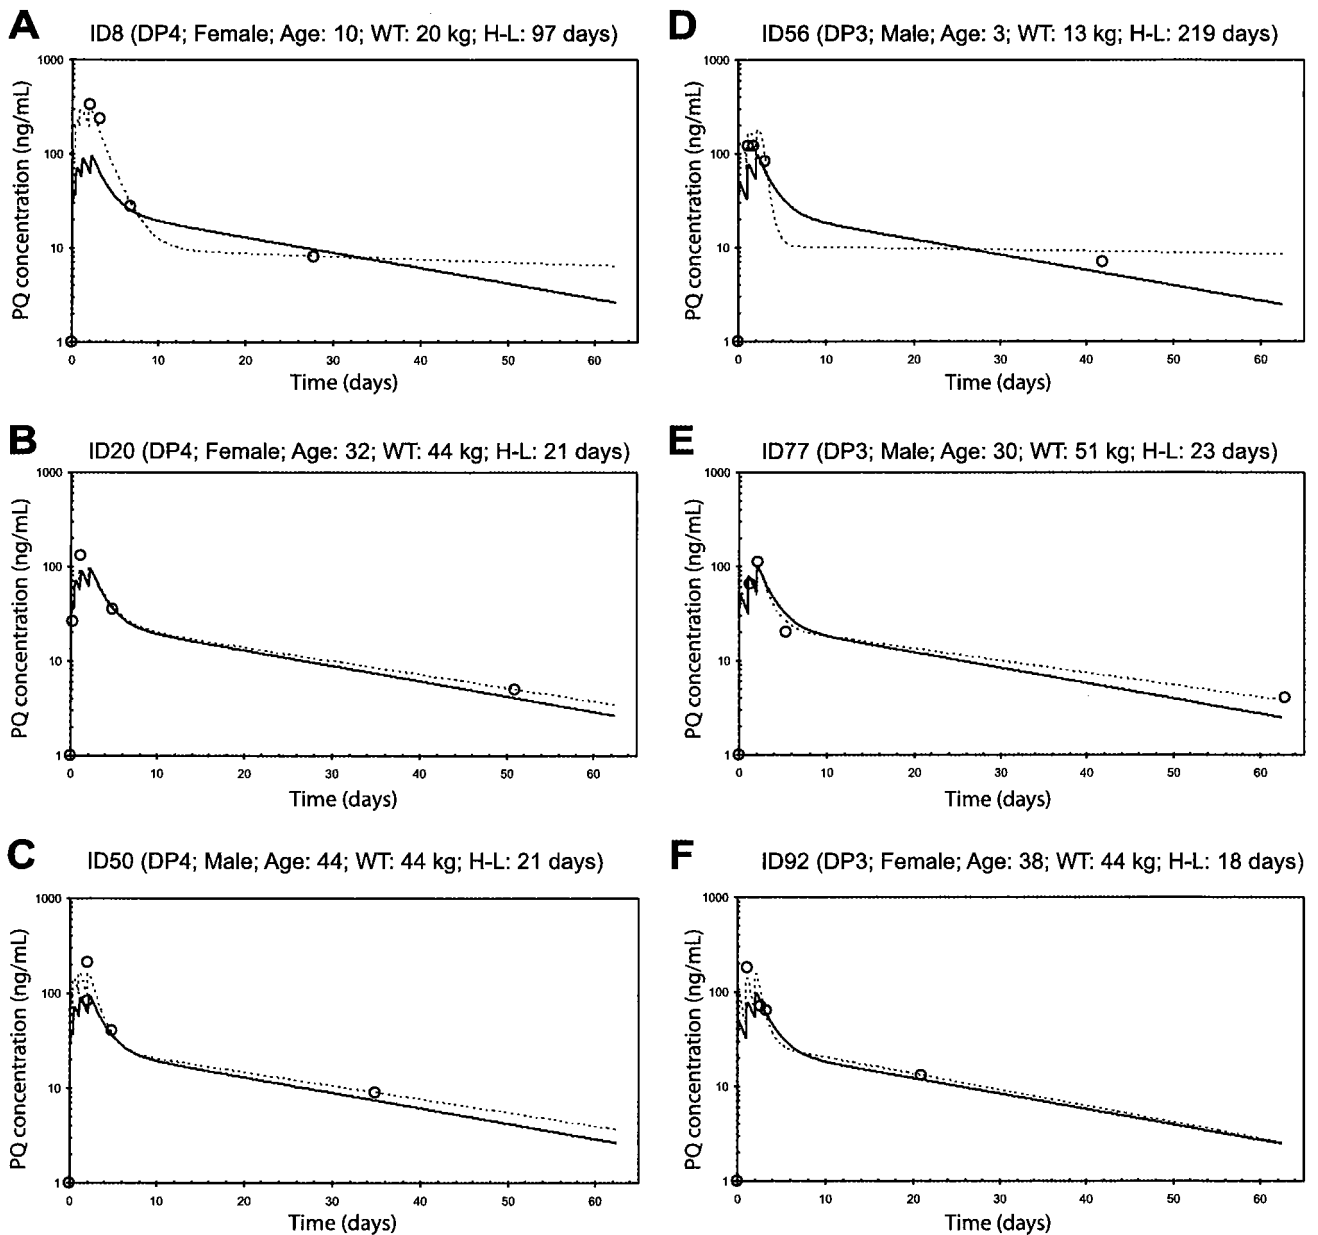 A
ID8 (DP4; Female; Age: 10; WT: 20 kg; H-L: 97 days)
PQ concentration (ng/mL)
1000
100
10
1
0 10 20 30 40 50 60
Time (days)
D
ID56 (DP3; Male; Age: 3; WT: 13 kg; H-L: 219 days)
PQ concentration (ng/mL)
1000
100
10
1
0 10 20 30 40 50 60
Time (days)
B
ID20 (DP4; Female; Age: 32; WT: 44 kg; H-L: 21 days)
PQ concentration (ng/mL)
1000
100
10
1
0 10 20 30 40 50 60
Time (days)
E
ID77 (DP3; Male; Age: 30; WT: 51 kg; H-L: 23 days)
PQ concentration (ng/mL)
1000
100
10
1
0 10 20 30 40 50 60
Time (days)
C
ID50 (DP4; Male; Age: 44; WT: 44 kg; H-L: 21 days)
PQ concentration (ng/mL)
1000
100
10
1
0 10 20 30 40 50 60
Time (days)
F
ID92 (DP3; Female; Age: 38; WT: 44 kg; H-L: 18 days)
PQ concentration (ng/mL)
1000
100
10
1
0 10 20 30 40 50 60
Time (days)